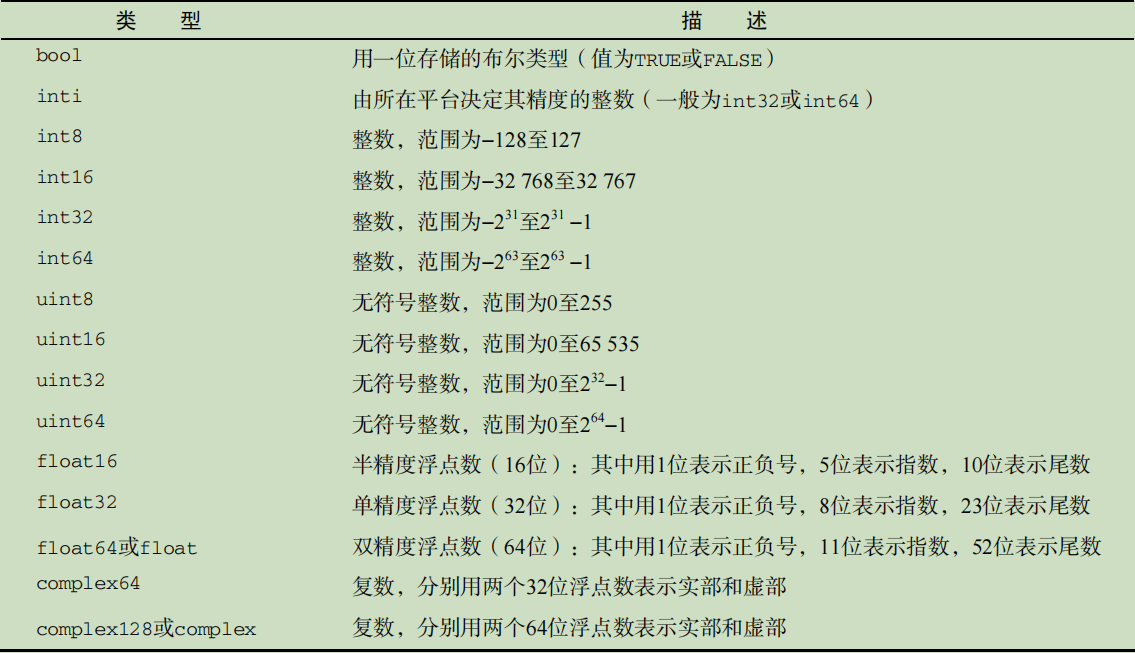 类 型 描 述
bool 用一位存储的布尔类型（值为TRUE或FALSE）
inti 由所在平台决定其精度的整数（一般为int32或int64）
int8 整数，范围为−128至127
int16 整数，范围为−32 768至32 767
int32 整数，范围为−2³¹至2³¹ −1
int64 整数，范围为−2⁶³至2⁶³ −1
uint8 无符号整数，范围为0至255
uint16 无符号整数，范围为0至65 535
uint32 无符号整数，范围为0至2³²−1
uint64 无符号整数，范围为0至2⁶⁴−1
float16 半精度浮点数（16位）：其中用1位表示正负号，5位表示指数，10位表示尾数
float32 单精度浮点数（32位）：其中用1位表示正负号，8位表示指数，23位表示尾数
float64或float 双精度浮点数（64位）：其中用1位表示正负号，11位表示指数，52位表示尾数
complex64 复数，分别用两个32位浮点数表示实部和虚部
complex128或complex 复数，分别用两个64位浮点数表示实部和虚部